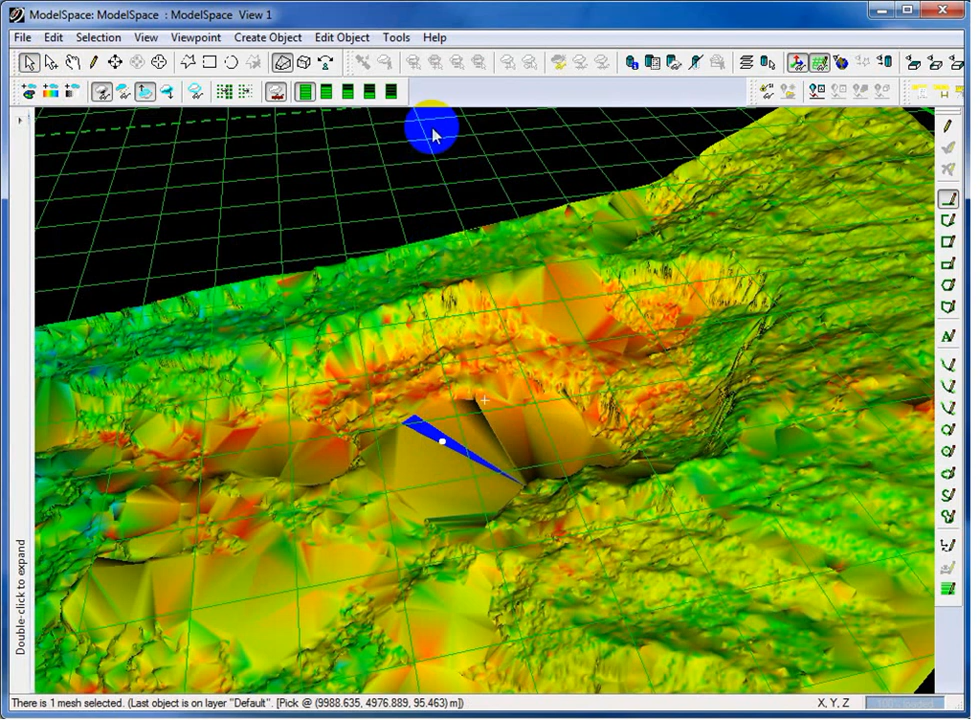 ModelSpace: ModelSpace : ModelSpace View 1
File Edit Selection View Viewpoint Create Object Edit Object Tools Help
Double-click to expand
There is 1 mesh selected. (Last object is on layer "Default". [Pick @ (9988.635, 4976.889, 95.463) m])
X, Y, Z